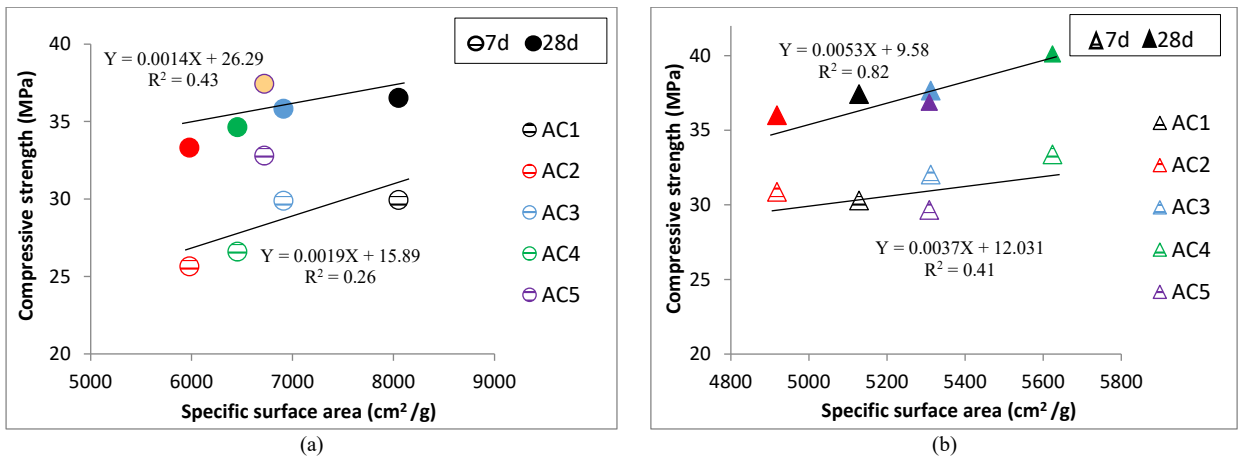 Compressive strength (MPa)
40
35
30
25
20
Y = 0.0014X + 26.29
R² = 0.43
7d 28d
AC1
AC2
AC3
AC4
AC5
Y = 0.0019X + 15.89
R² = 0.26
5000 6000 7000 8000 9000
Specific surface area (cm²/g)
(a)
Compressive strength (MPa)
40
35
30
25
20
Y = 0.0053X + 9.58
R² = 0.82
7d 28d
AC1
AC2
AC3
AC4
AC5
Y = 0.0037X + 12.031
R² = 0.41
4800 5000 5200 5400 5600 5800
Specific surface area (cm²/g)
(b)